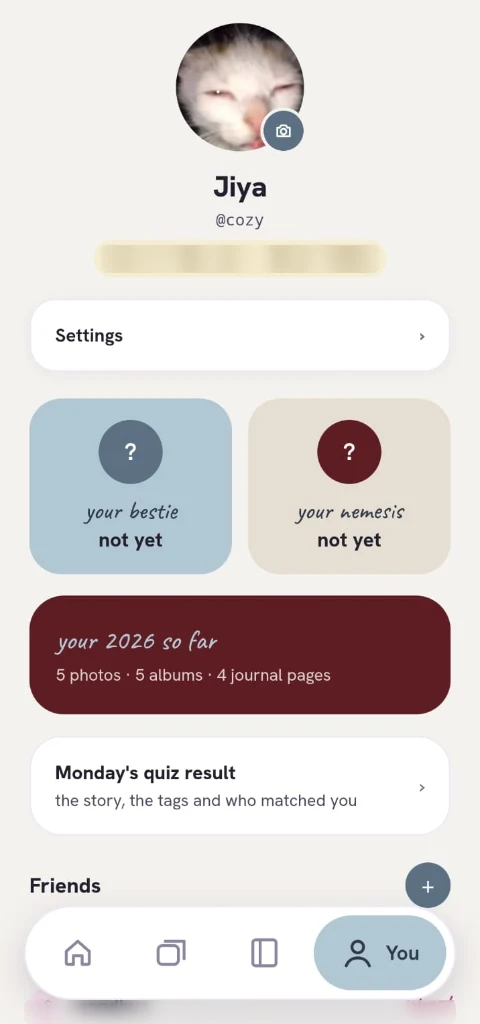 Jiya
@cozy
Settings
?
your bestie
not yet
?
your nemesis
not yet
your 2026 so far
5 photos · 5 albums · 4 journal pages
Monday's quiz result
the story, the tags and who matched you
Friends
You